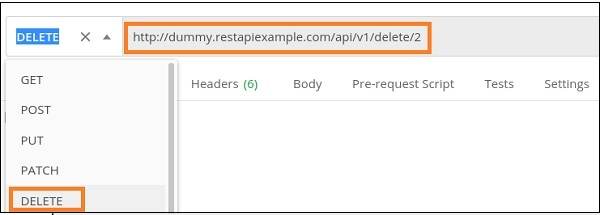 DELETE http://dummy.restapiexample.com/api/v1/delete/2
GET
Headers (6) Body Pre-request Script Tests Settings
POST
PUT
PATCH
DELETE